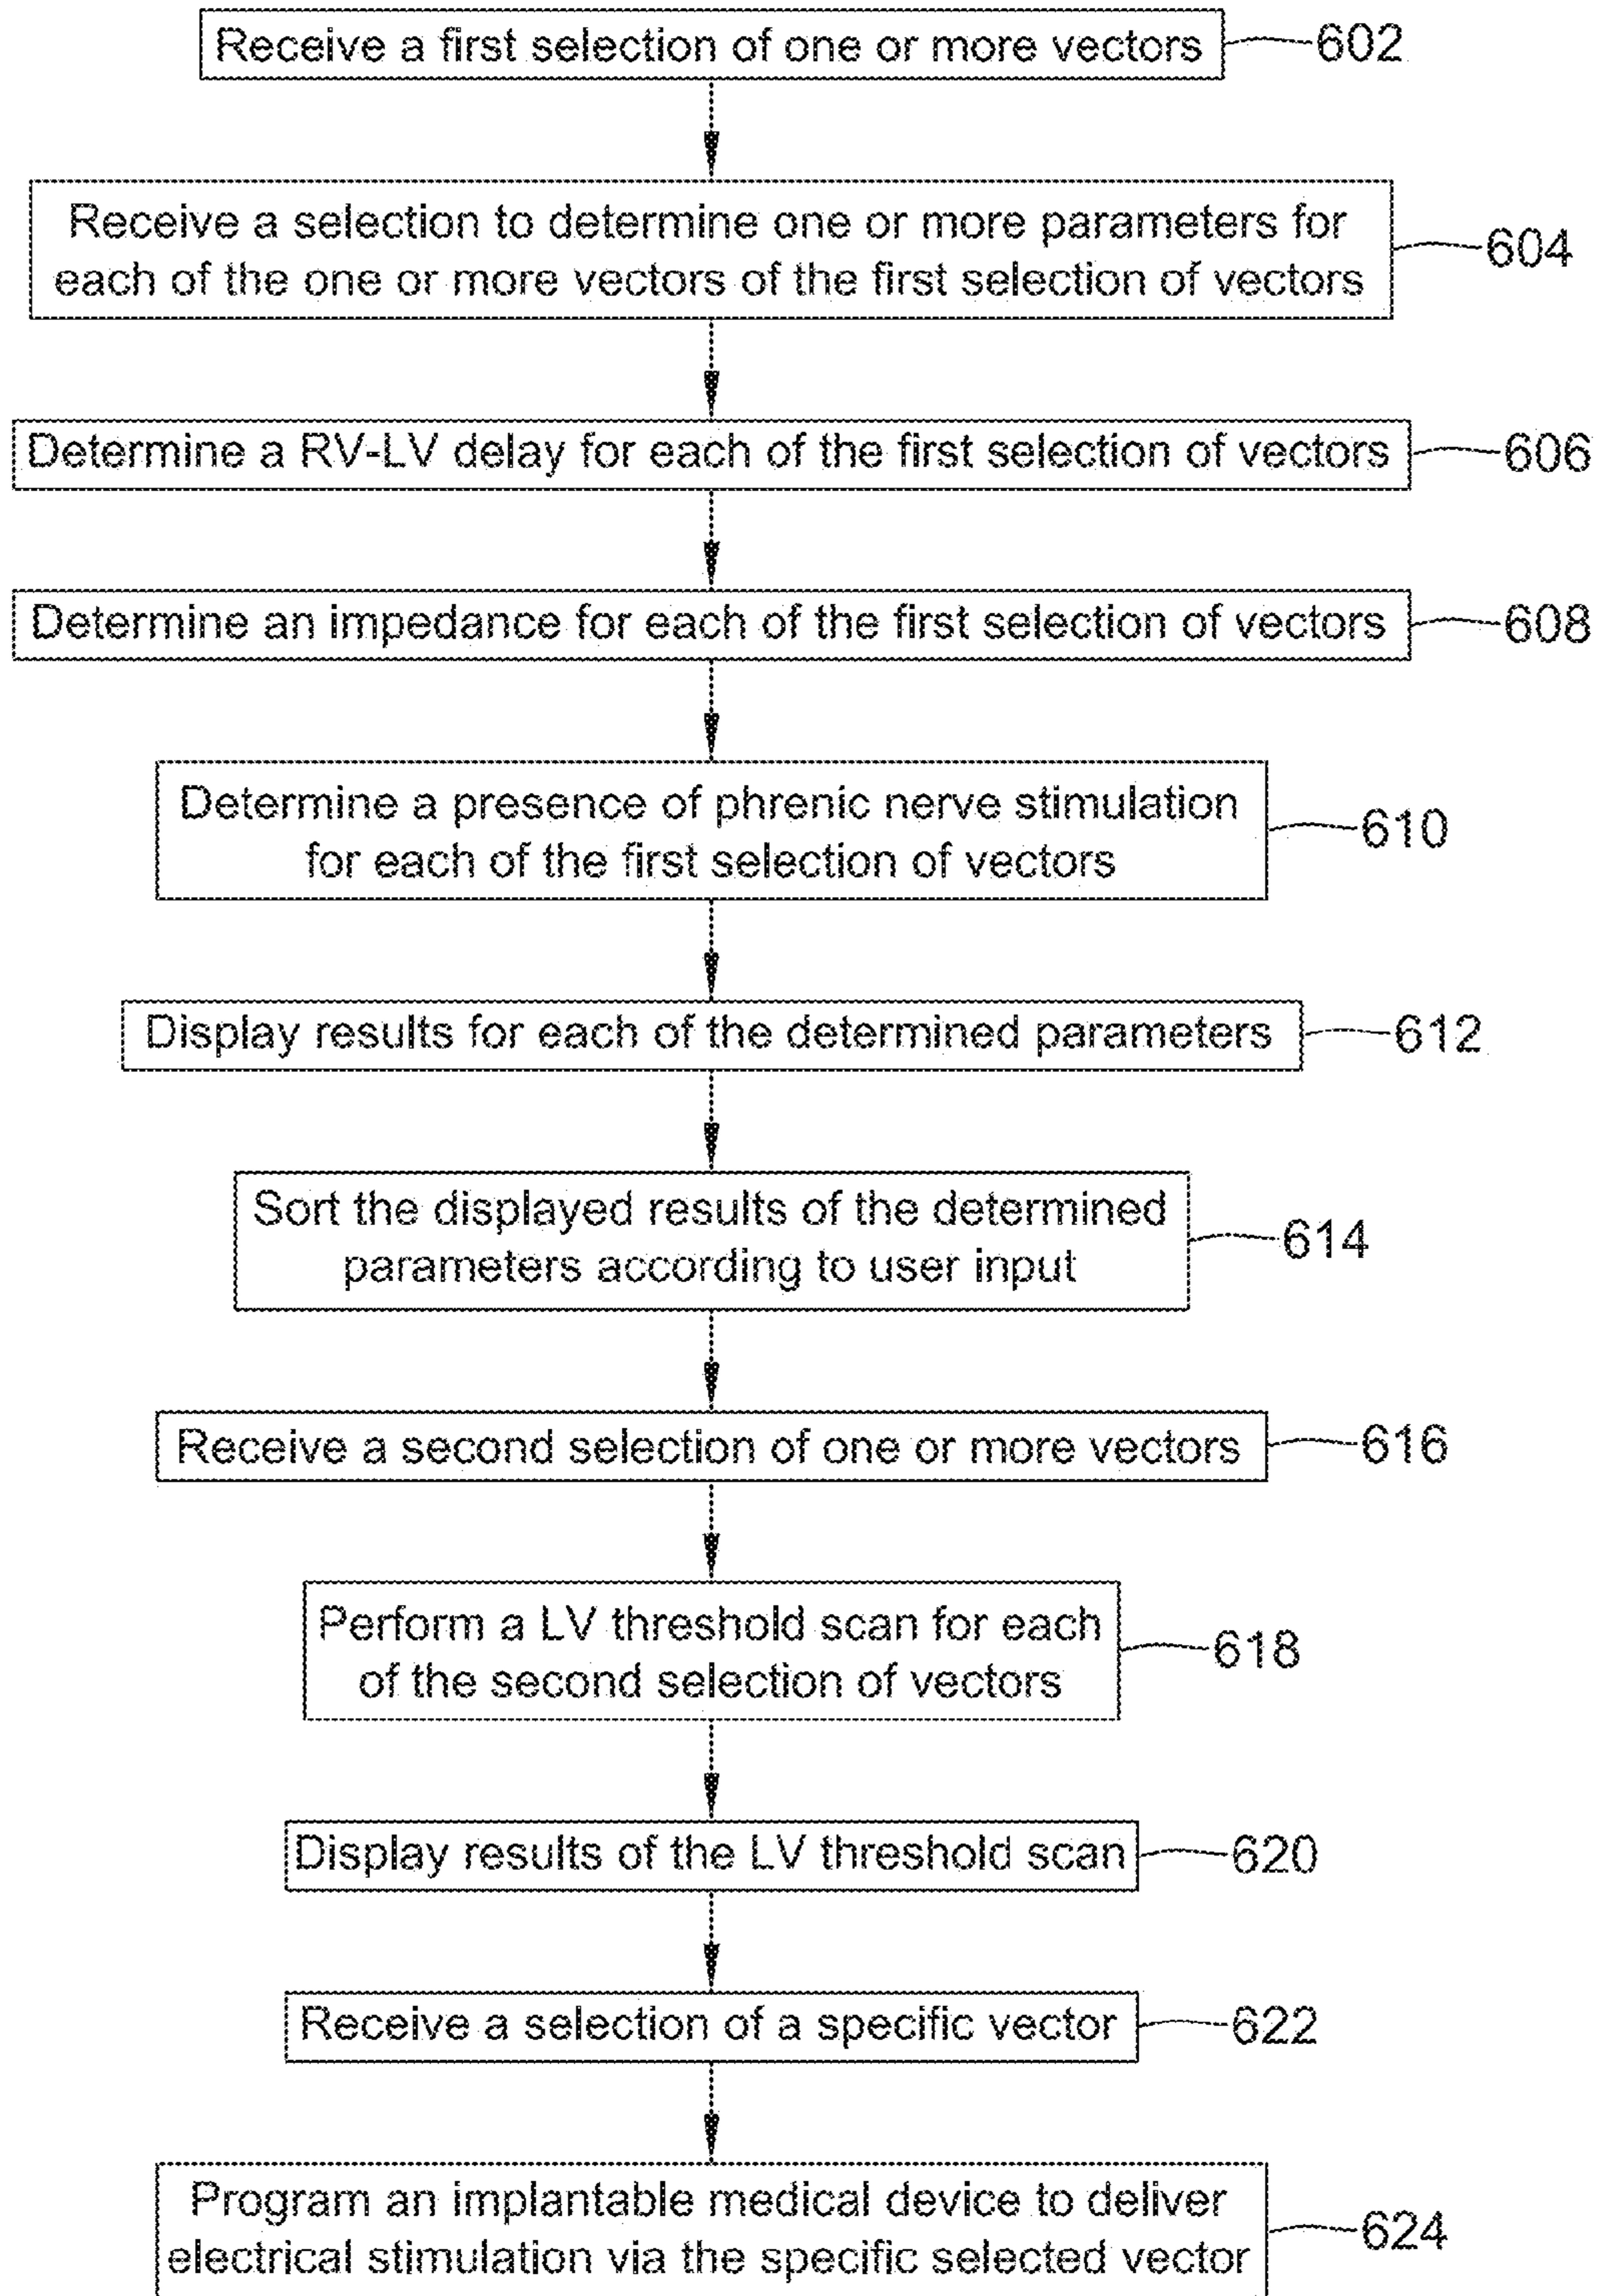 Receive a first selection of one or more vectors 602
Receive a selection to determine one or more parameters for
each of the one or more vectors of the first selection of vectors 604
Determine a RV-LV delay for each of the first selection of vectors 606
Determine an impedance for each of the first selection of vectors 608
Determine a presence of phrenic nerve stimulation
for each of the first selection of vectors 610
Display results for each of the determined parameters 612
Sort the displayed results of the determined
parameters according to user input 614
Receive a second selection of one or more vectors 616
Perform a LV threshold scan for each
of the second selection of vectors 618
Display results of the LV threshold scan 620
Receive a selection of a specific vector 622
Program an implantable medical device to deliver
electrical stimulation via the specific selected vector 624